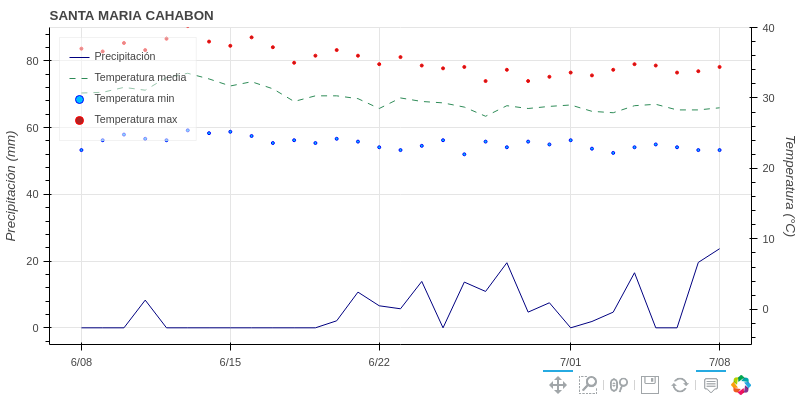 SANTA MARIA CAHABON
Precipitación
Temperatura media
Temperatura min
Temperatura max
Precipitación (mm)
80
60
40
20
0
Temperatura (°C)
40
30
20
10
0
6/08
6/15
6/22
7/01
7/08